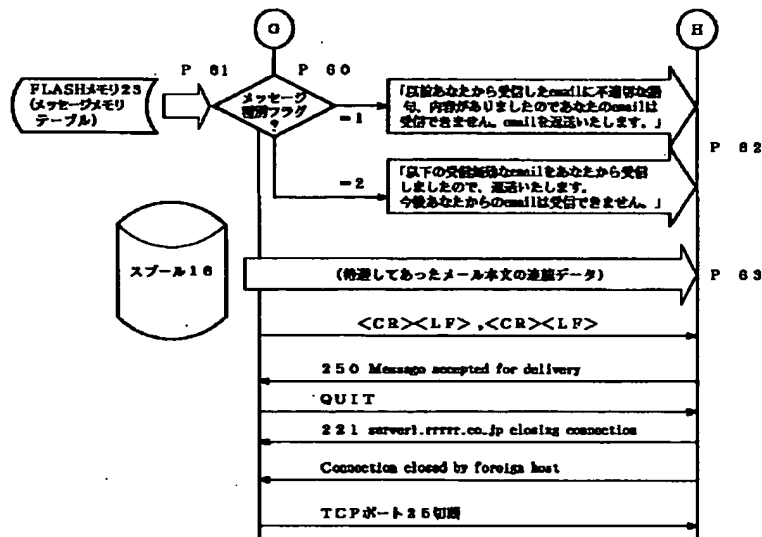 G
H
P 61
P 60
FLASHメモリ23
(メッセージメモリ
テーブル)
メッセージ
種別フラグ
?
=1
「以前あなたから受信したemailに不適切な語
句、内容がありましたのであなたのemailは
受信できません。emailを返送いたします。」
P 62
=2
「以下の受信無効なemailをあなたから受信
しましたので、返送いたします。
今後あなたからのemailは受信できません。」
スプール16
(待避してあったメール本文の連続データ)
P 63
<CR><LF>,<CR><LF>
250 Message accepted for delivery
QUIT
221 server1.rrrrr.co.jp closing connection
Connection closed by foreign host
TCPポート25切断